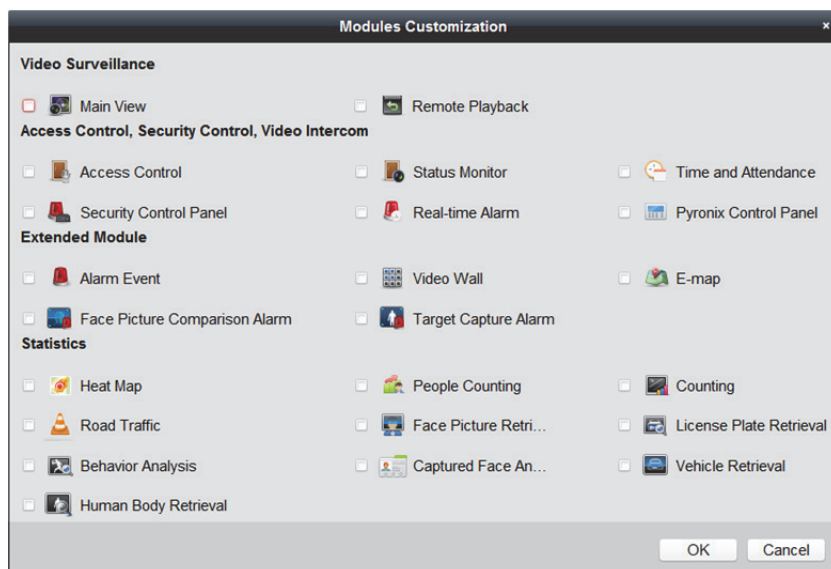 Modules Customization
Video Surveillance
Main View Remote Playback
Access Control, Security Control, Video Intercom
Access Control Status Monitor Time and Attendance
Security Control Panel Real-time Alarm Pyronix Control Panel
Extended Module
Alarm Event Video Wall E-map
Face Picture Comparison Alarm Target Capture Alarm
Statistics
Heat Map People Counting Counting
Road Traffic Face Picture Retri... License Plate Retrieval
Behavior Analysis Captured Face An... Vehicle Retrieval
Human Body Retrieval
OK Cancel